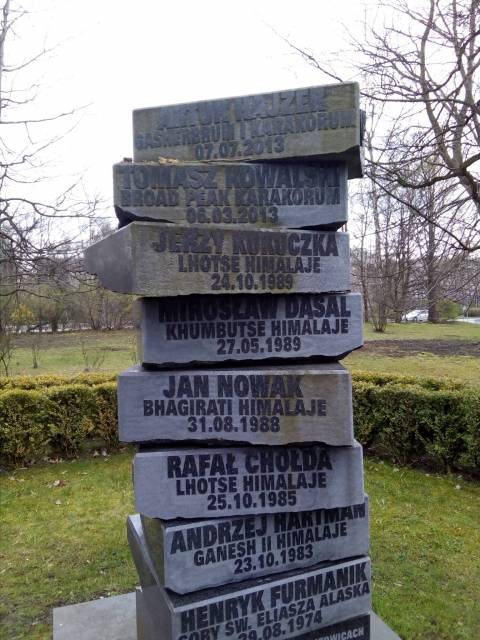 ARTUR HAJZER
GASHERBRUM I KARAKORUM
07.07.2013
TOMASZ KOWALSKI
BROAD PEAK KARAKORUM
06.03.2013
JERZY KUKUCZKA
LHOTSE HIMALAJE
24.10.1989
MIROSŁAW DĄSAL
KHUMBUTSE HIMALAJE
27.05.1989
JAN NOWAK
BHAGIRATI HIMALAJE
31.08.1988
RAFAŁ CHOŁDA
LHOTSE HIMALAJE
25.10.1985
ANDRZEJ HARTMAN
GANESH II HIMALAJE
23.10.1983
HENRYK FURMANIK
GÓRY ŚW. ELIASZA ALASKA
29.08.1974